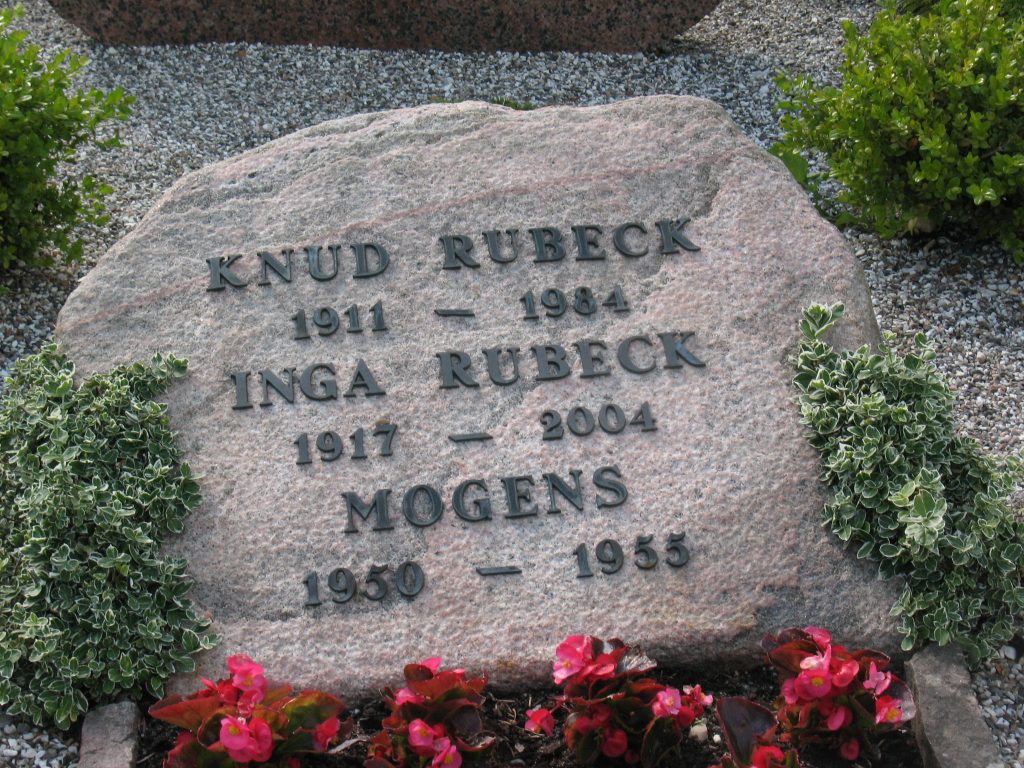 KNUD RUBECK
1911 – 1984
INGA RUBECK
1917 – 2004
MOGENS
1950 – 1955